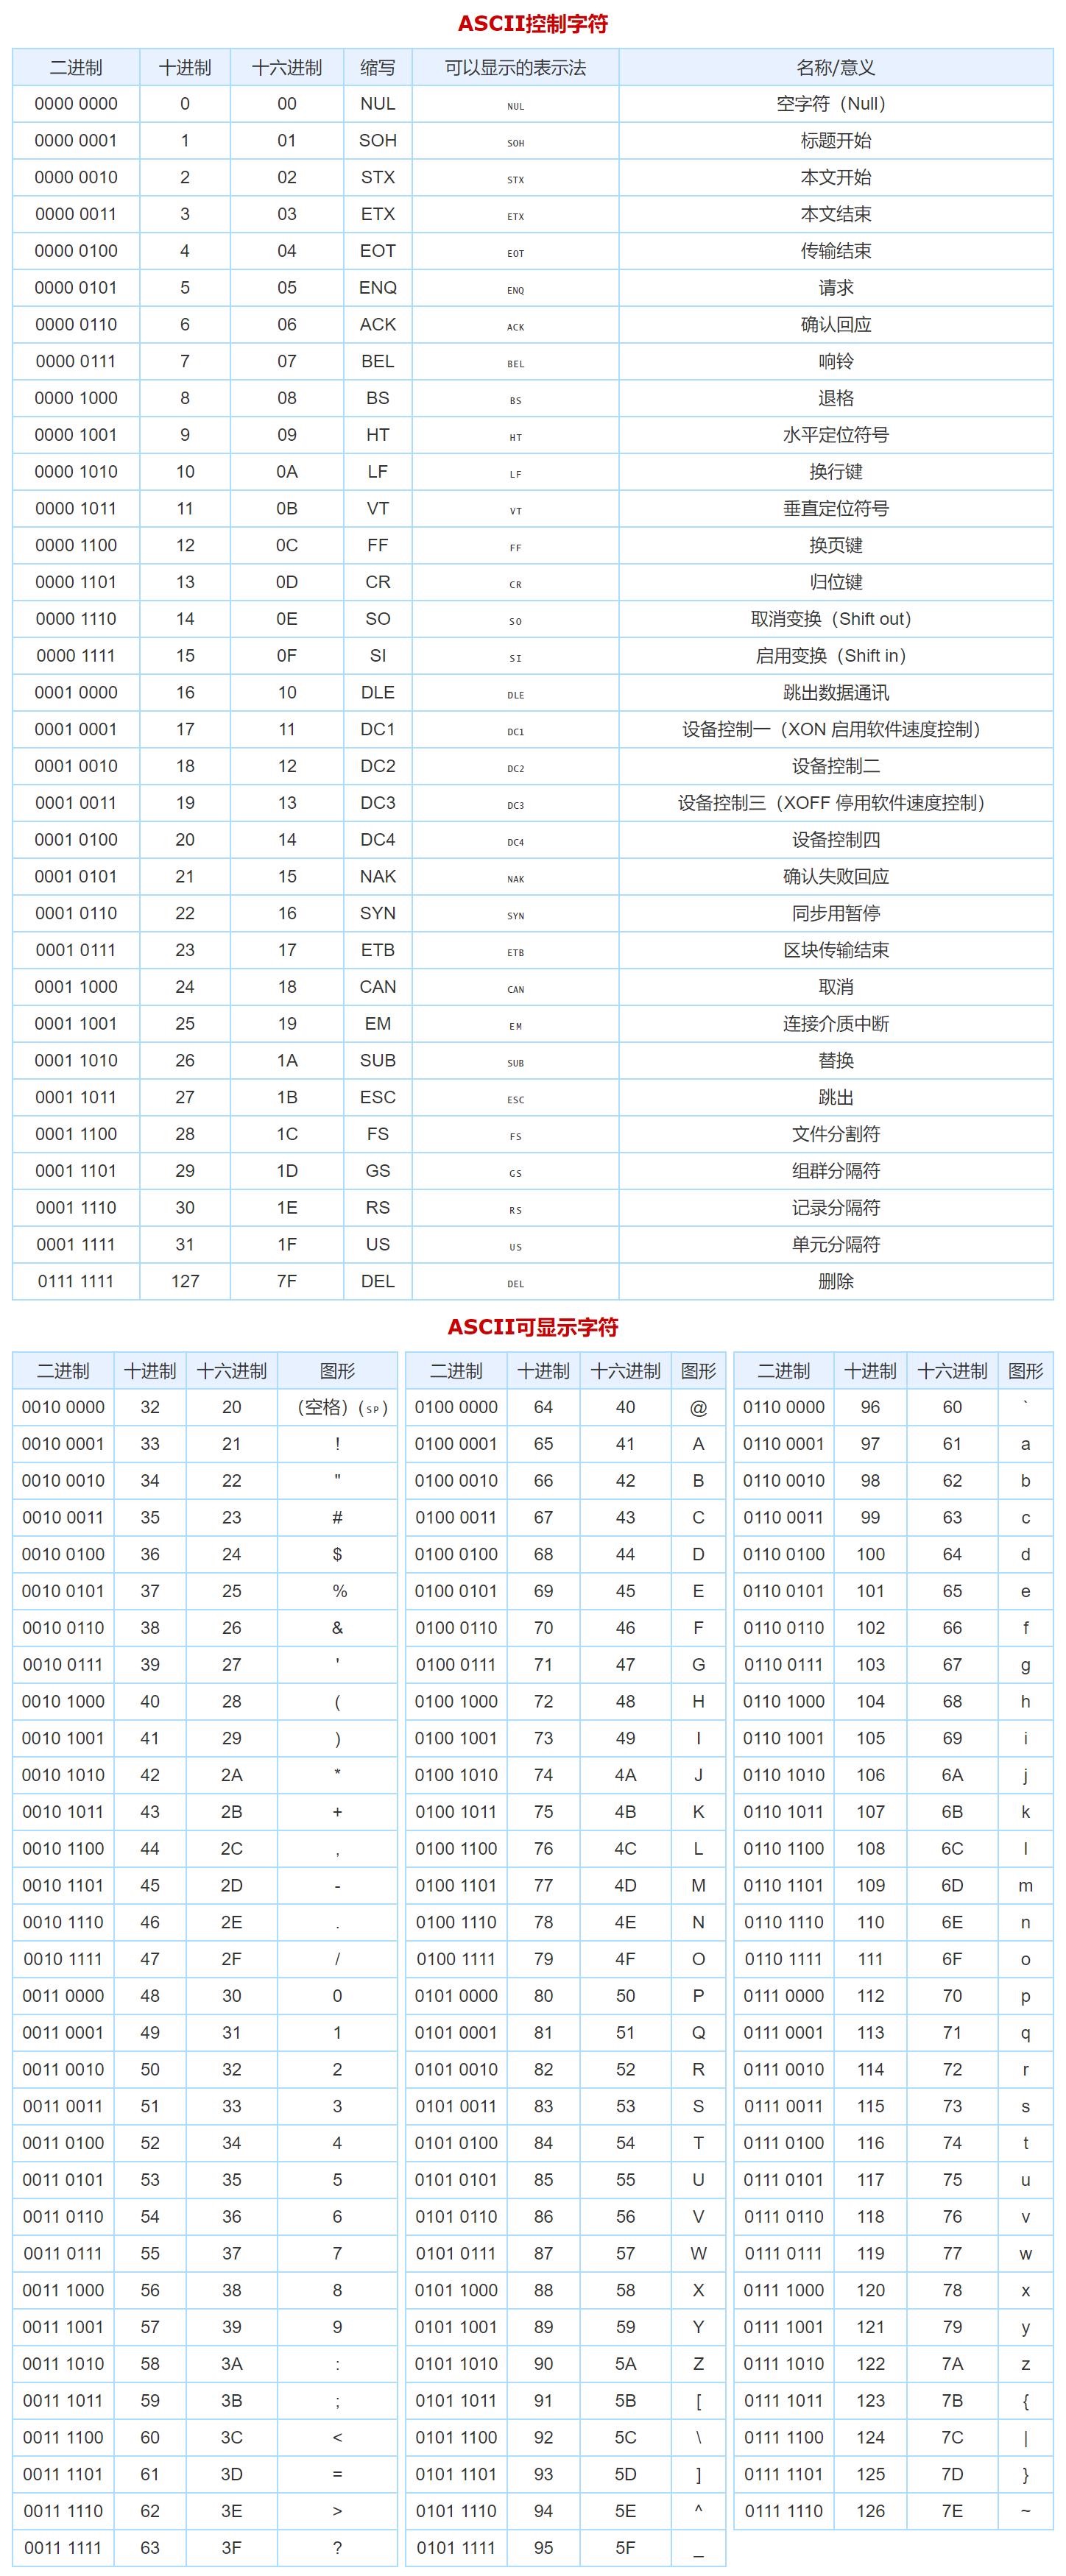 ASCII控制字符
二进制 十进制 十六进制 缩写 可以显示的表示法 名称/意义
0000 0000 0 00 NUL NUL 空字符（Null）
0000 0001 1 01 SOH SOH 标题开始
0000 0010 2 02 STX STX 本文开始
0000 0011 3 03 ETX ETX 本文结束
0000 0100 4 04 EOT EOT 传输结束
0000 0101 5 05 ENQ ENQ 请求
0000 0110 6 06 ACK ACK 确认回应
0000 0111 7 07 BEL BEL 响铃
0000 1000 8 08 BS BS 退格
0000 1001 9 09 HT HT 水平定位符号
0000 1010 10 0A LF LF 换行键
0000 1011 11 0B VT VT 垂直定位符号
0000 1100 12 0C FF FF 换页键
0000 1101 13 0D CR CR 归位键
0000 1110 14 0E SO SO 取消变换（Shift out）
0000 1111 15 0F SI SI 启用变换（Shift in）
0001 0000 16 10 DLE DLE 跳出数据通讯
0001 0001 17 11 DC1 DC1 设备控制一（XON 启用软件速度控制）
0001 0010 18 12 DC2 DC2 设备控制二
0001 0011 19 13 DC3 DC3 设备控制三（XOFF 停用软件速度控制）
0001 0100 20 14 DC4 DC4 设备控制四
0001 0101 21 15 NAK NAK 确认失败回应
0001 0110 22 16 SYN SYN 同步用暂停
0001 0111 23 17 ETB ETB 区块传输结束
0001 1000 24 18 CAN CAN 取消
0001 1001 25 19 EM EM 连接介质中断
0001 1010 26 1A SUB SUB 替换
0001 1011 27 1B ESC ESC 跳出
0001 1100 28 1C FS FS 文件分割符
0001 1101 29 1D GS GS 组群分隔符
0001 1110 30 1E RS RS 记录分隔符
0001 1111 31 1F US US 单元分隔符
0111 1111 127 7F DEL DEL 删除
ASCII可显示字符
二进制 十进制 十六进制 图形 二进制 十进制 十六进制 图形 二进制 十进制 十六进制 图形
0010 0000 32 20 （空格）(SP) 0100 0000 64 40 @ 0110 0000 96 60 `
0010 0001 33 21 ! 0100 0001 65 41 A 0110 0001 97 61 a
0010 0010 34 22 " 0100 0010 66 42 B 0110 0010 98 62 b
0010 0011 35 23 # 0100 0011 67 43 C 0110 0011 99 63 c
0010 0100 36 24 $ 0100 0100 68 44 D 0110 0100 100 64 d
0010 0101 37 25 % 0100 0101 69 45 E 0110 0101 101 65 e
0010 0110 38 26 & 0100 0110 70 46 F 0110 0110 102 66 f
0010 0111 39 27 ' 0100 0111 71 47 G 0110 0111 103 67 g
0010 1000 40 28 ( 0100 1000 72 48 H 0110 1000 104 68 h
0010 1001 41 29 ) 0100 1001 73 49 I 0110 1001 105 69 i
0010 1010 42 2A * 0100 1010 74 4A J 0110 1010 106 6A j
0010 1011 43 2B + 0100 1011 75 4B K 0110 1011 107 6B k
0010 1100 44 2C , 0100 1100 76 4C L 0110 1100 108 6C l
0010 1101 45 2D - 0100 1101 77 4D M 0110 1101 109 6D m
0010 1110 46 2E . 0100 1110 78 4E N 0110 1110 110 6E n
0010 1111 47 2F / 0100 1111 79 4F O 0110 1111 111 6F o
0011 0000 48 30 0 0101 0000 80 50 P 0111 0000 112 70 p
0011 0001 49 31 1 0101 0001 81 51 Q 0111 0001 113 71 q
0011 0010 50 32 2 0101 0010 82 52 R 0111 0010 114 72 r
0011 0011 51 33 3 0101 0011 83 53 S 0111 0011 115 73 s
0011 0100 52 34 4 0101 0100 84 54 T 0111 0100 116 74 t
0011 0101 53 35 5 0101 0101 85 55 U 0111 0101 117 75 u
0011 0110 54 36 6 0101 0110 86 56 V 0111 0110 118 76 v
0011 0111 55 37 7 0101 0111 87 57 W 0111 0111 119 77 w
0011 1000 56 38 8 0101 1000 88 58 X 0111 1000 120 78 x
0011 1001 57 39 9 0101 1001 89 59 Y 0111 1001 121 79 y
0011 1010 58 3A : 0101 1010 90 5A Z 0111 1010 122 7A z
0011 1011 59 3B ; 0101 1011 91 5B [ 0111 1011 123 7B {
0011 1100 60 3C < 0101 1100 92 5C \ 0111 1100 124 7C |
0011 1101 61 3D = 0101 1101 93 5D ] 0111 1101 125 7D }
0011 1110 62 3E > 0101 1110 94 5E ^ 0111 1110 126 7E ~
0011 1111 63 3F ? 0101 1111 95 5F _